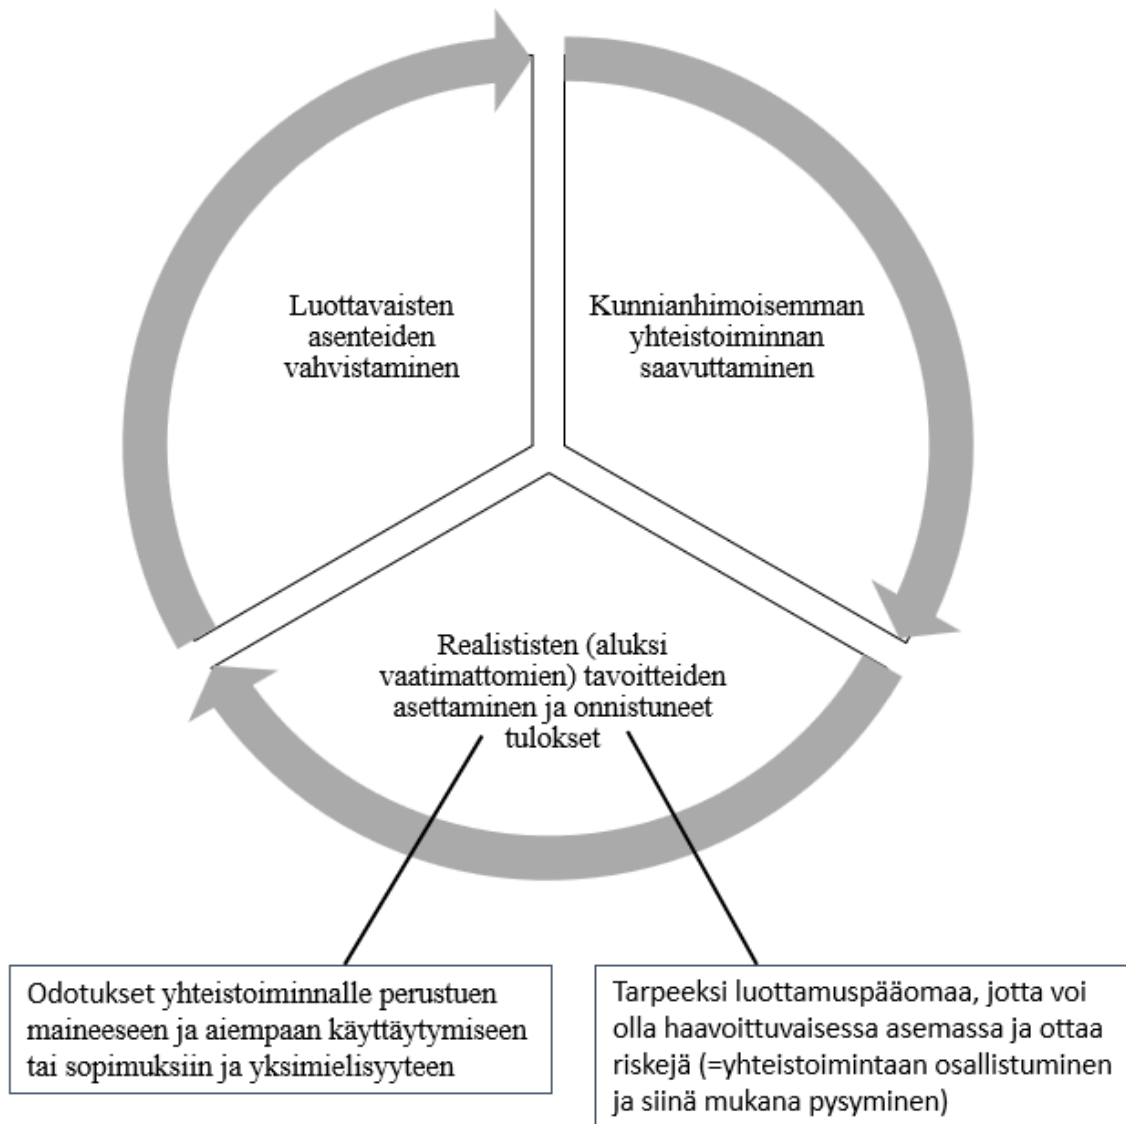 Luottavaisten
asenteiden
vahvistaminen
Kunnianhimoisemman
yhteistoiminnan
saavuttaminen
Realististen (aluksi
vaatimattomien) tavoitteiden
asettaminen ja onnistuneet
tulokset
Odotukset yhteistoiminnalle perustuen
maineeseen ja aiempaan käyttäytymiseen
tai sopimuksiin ja yksimielisyyteen
Tarpeeksi luottamuspääomaa, jotta voi
olla haavoittuvaisessa asemassa ja ottaa
riskejä (=yhteistoimintaan osallistuminen
ja siinä mukana pysyminen)